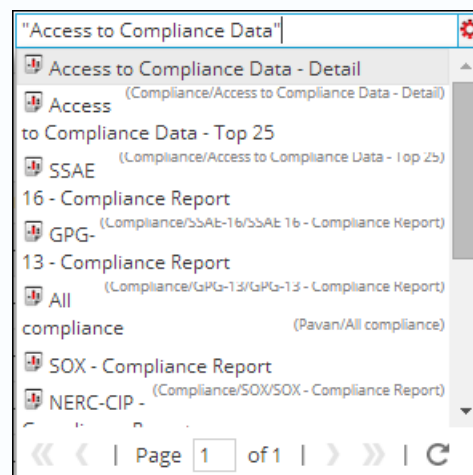 "Access to Compliance Data"
Access to Compliance Data - Detail
(Compliance/Access to Compliance Data - Detail)
Access
to Compliance Data - Top 25
(Compliance/Access to Compliance Data - Top 25)
SSAE
16 - Compliance Report
(Compliance/SSAE-16/SSAE 16 - Compliance Report)
GPG-
13 - Compliance Report
(Compliance/GPG-13/GPG-13 - Compliance Report)
All
compliance
(Pavan/All compliance)
SOX - Compliance Report
(Compliance/SOX/SOX - Compliance Report)
NERC-CIP -
Page 1 of 1